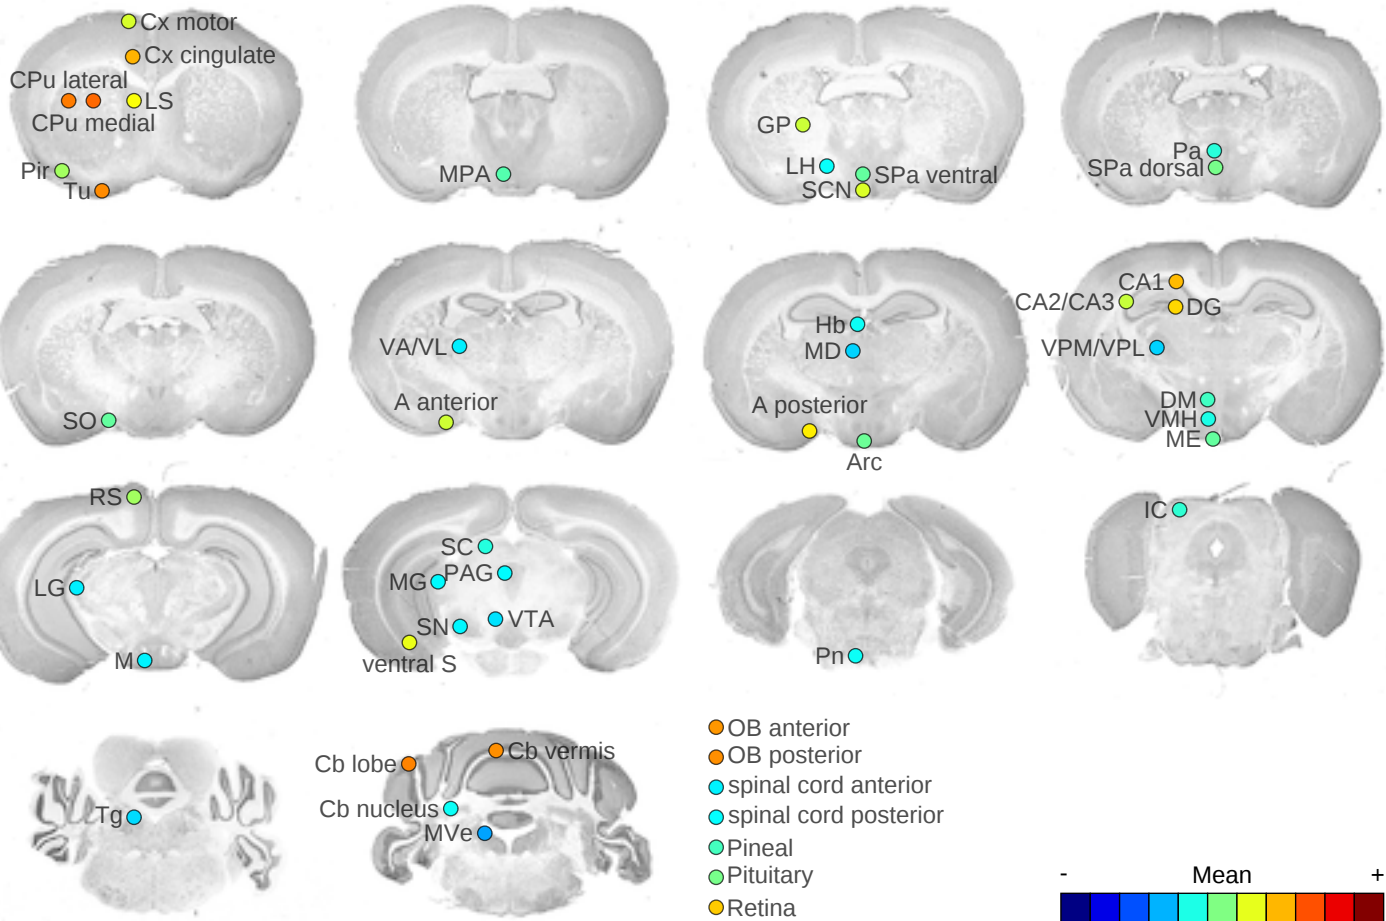 Cx motor
Cx cingulate
CPu lateral
LS
CPu medial
Pir
Tu
MPA
GP
LH
SPa ventral
SCN
Pa
SPa dorsal
SO
VA/VL
A anterior
Hb
MD
A posterior
Arc
CA1
CA2/CA3
DG
VPM/VPL
DM
VMH
ME
RS
LG
M
SC
MG
PAG
SN
VTA
ventral S
Pn
IC
Tg
Cb lobe
Cb vermis
Cb nucleus
MVe
OB anterior
OB posterior
spinal cord anterior
spinal cord posterior
Pineal
Pituitary
Retina
- Mean +